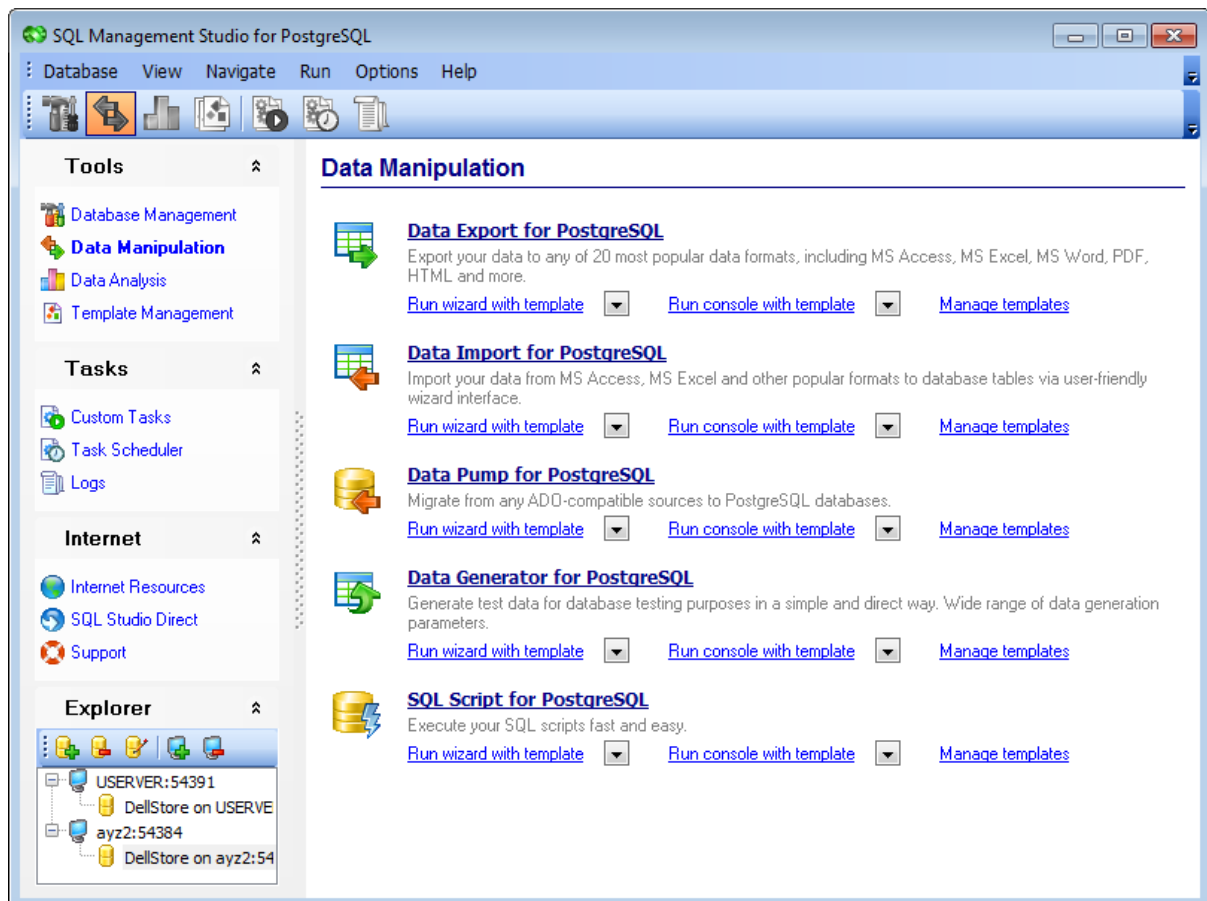 SQL Management Studio for PostgreSQL
Database View Navigate Run Options Help
Tools
Database Management
Data Manipulation
Data Analysis
Template Management
Tasks
Custom Tasks
Task Scheduler
Logs
Internet
Internet Resources
SQL Studio Direct
Support
Explorer
USERVER:54391
DellStore on USERVE
ayz2:54384
DellStore on ayz2:54
Data Manipulation
Data Export for PostgreSQL
Export your data to any of 20 most popular data formats, including MS Access, MS Excel, MS Word, PDF,
HTML and more.
Run wizard with template Run console with template Manage templates
Data Import for PostgreSQL
Import your data from MS Access, MS Excel and other popular formats to database tables via user-friendly
wizard interface.
Run wizard with template Run console with template Manage templates
Data Pump for PostgreSQL
Migrate from any ADO-compatible sources to PostgreSQL databases.
Run wizard with template Run console with template Manage templates
Data Generator for PostgreSQL
Generate test data for database testing purposes in a simple and direct way. Wide range of data generation
parameters.
Run wizard with template Run console with template Manage templates
SQL Script for PostgreSQL
Execute your SQL scripts fast and easy.
Run wizard with template Run console with template Manage templates